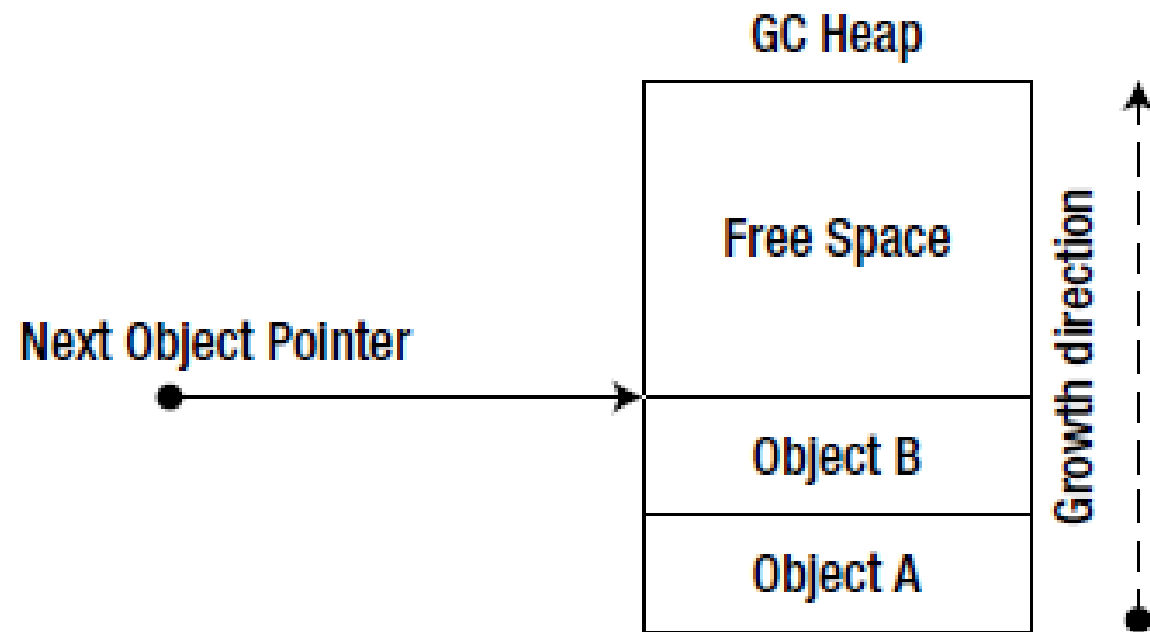 GC Heap
Free Space
Next Object Pointer
Object B
Object A
Growth direction